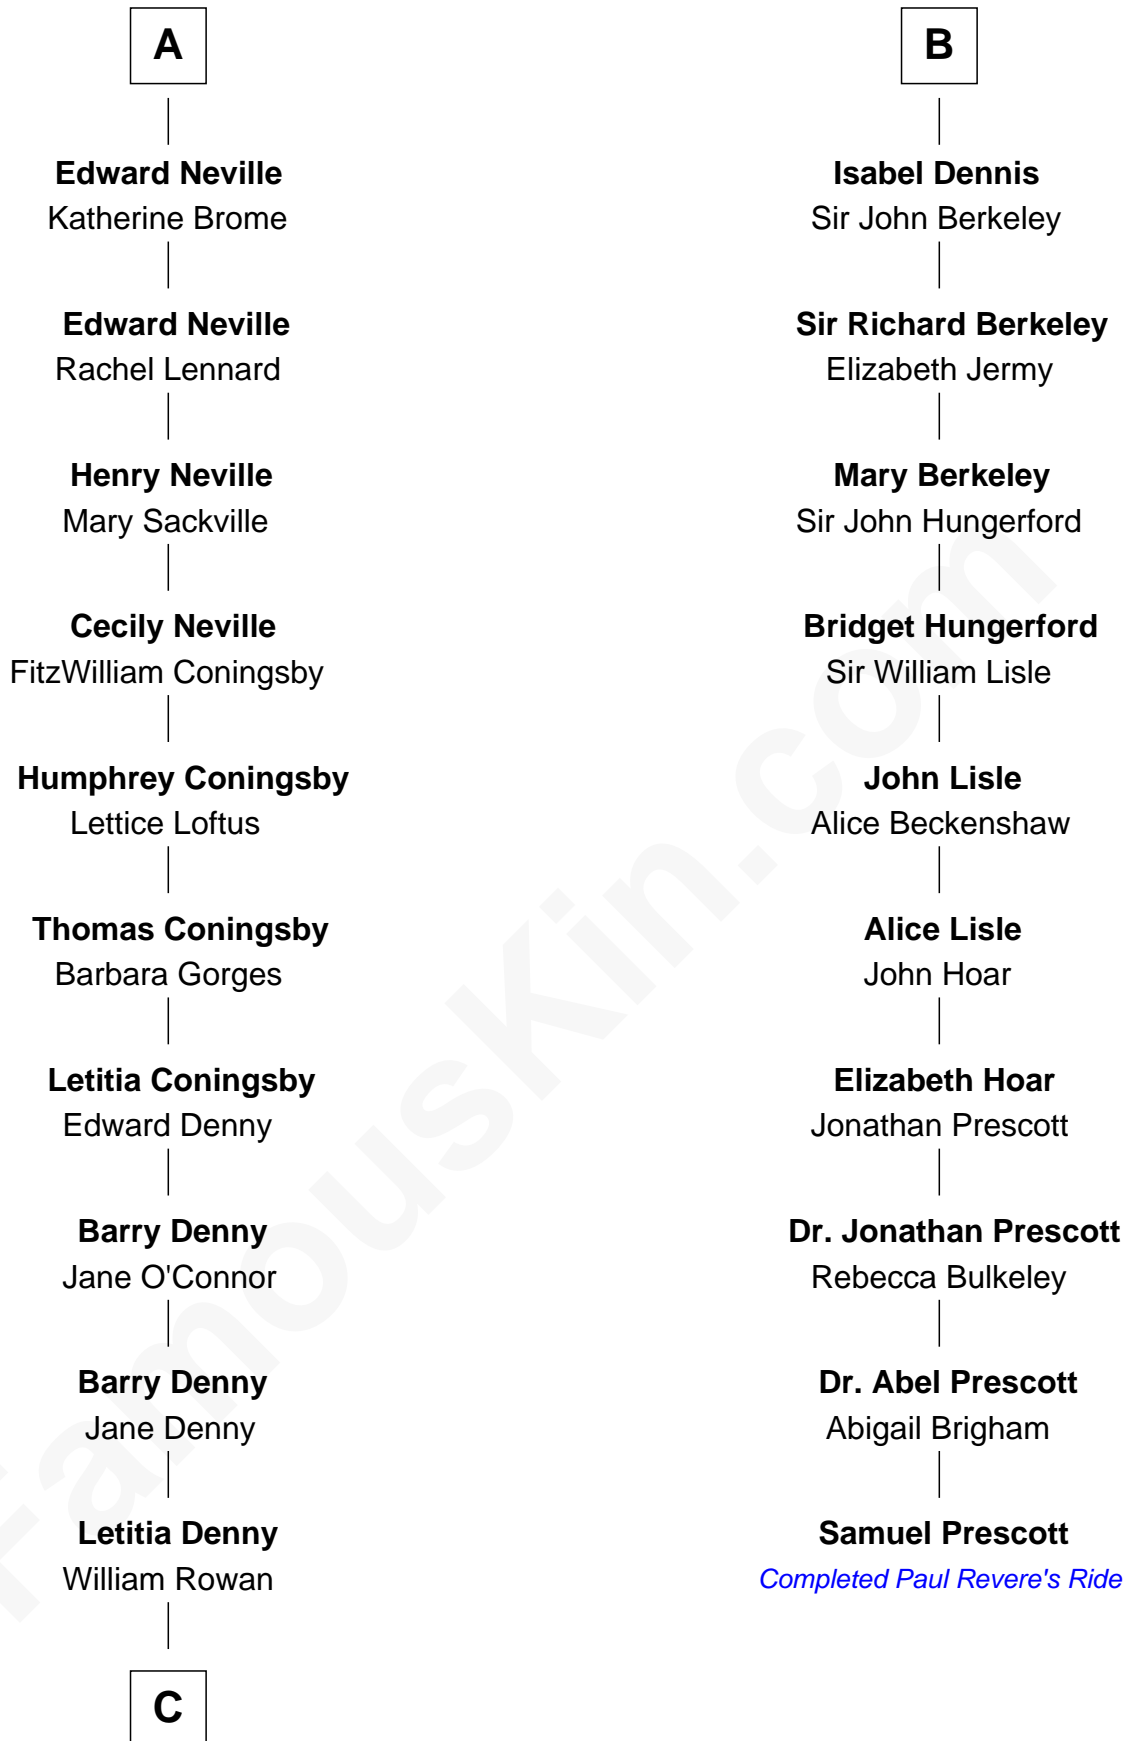 A
Edward Neville
Katherine Brome
Edward Neville
Rachel Lennard
Henry Neville
Mary Sackville
Cecily Neville
FitzWilliam Coningsby
Humphrey Coningsby
Lettice Loftus
Thomas Coningsby
Barbara Gorges
Letitia Coningsby
Edward Denny
Barry Denny
Jane O'Connor
Barry Denny
Jane Denny
Letitia Denny
William Rowan
C
B
Isabel Dennis
Sir John Berkeley
Sir Richard Berkeley
Elizabeth Jermy
Mary Berkeley
Sir John Hungerford
Bridget Hungerford
Sir William Lisle
John Lisle
Alice Beckenshaw
Alice Lisle
John Hoar
Elizabeth Hoar
Jonathan Prescott
Dr. Jonathan Prescott
Rebecca Bulkeley
Dr. Abel Prescott
Abigail Brigham
Samuel Prescott
Completed Paul Revere's Ride
FamousKin.com